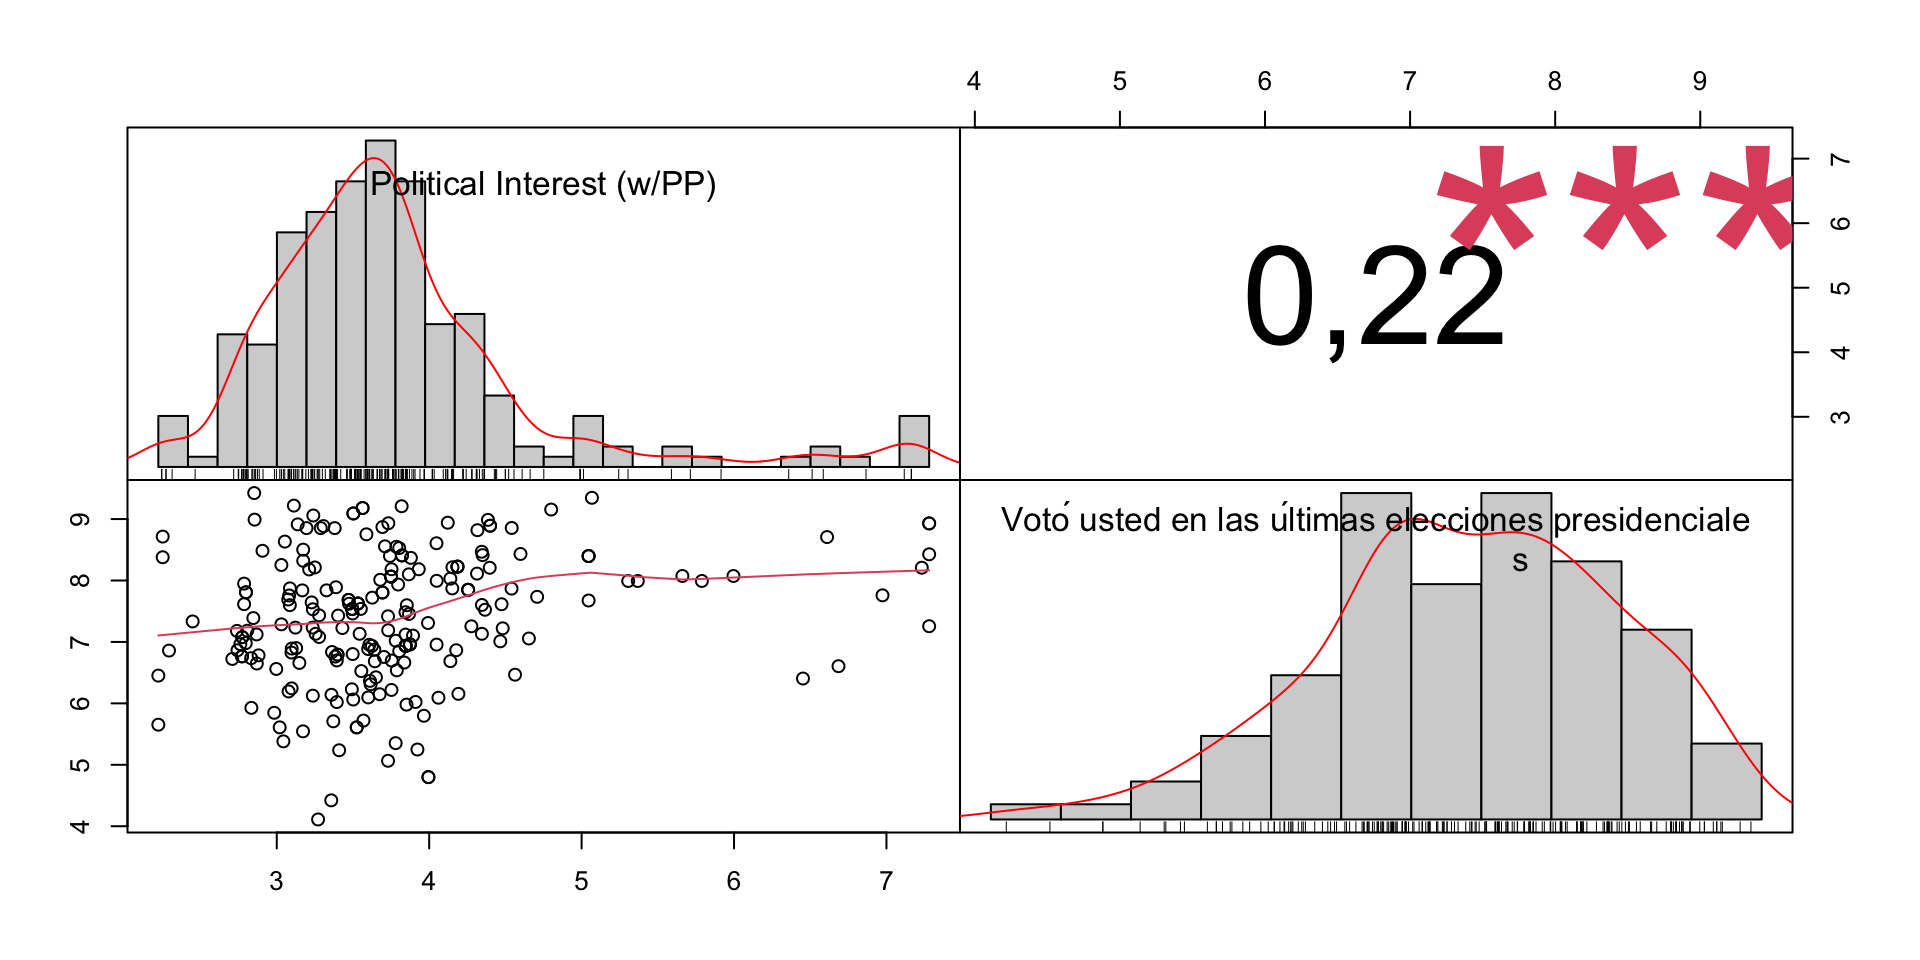 4 5 6 7 8 9
Political Interest (w/PP)
***
0,22
7
6
5
4
3
Votó usted en las últimas elecciones presidenciale
s
9
8
7
6
5
4
3 4 5 6 7